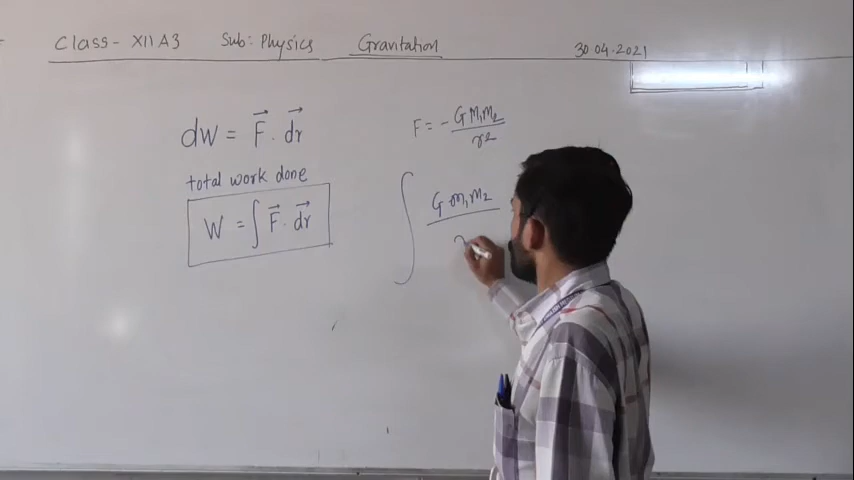 Class- XII A3 Sub: Physics Gravitation 30-04-2021
dW = F⃗ . dr⃗
total work done
W = ∫ F⃗ . dr⃗
F = - G M₁M₂ / r²
∫ G m₁m₂ / r